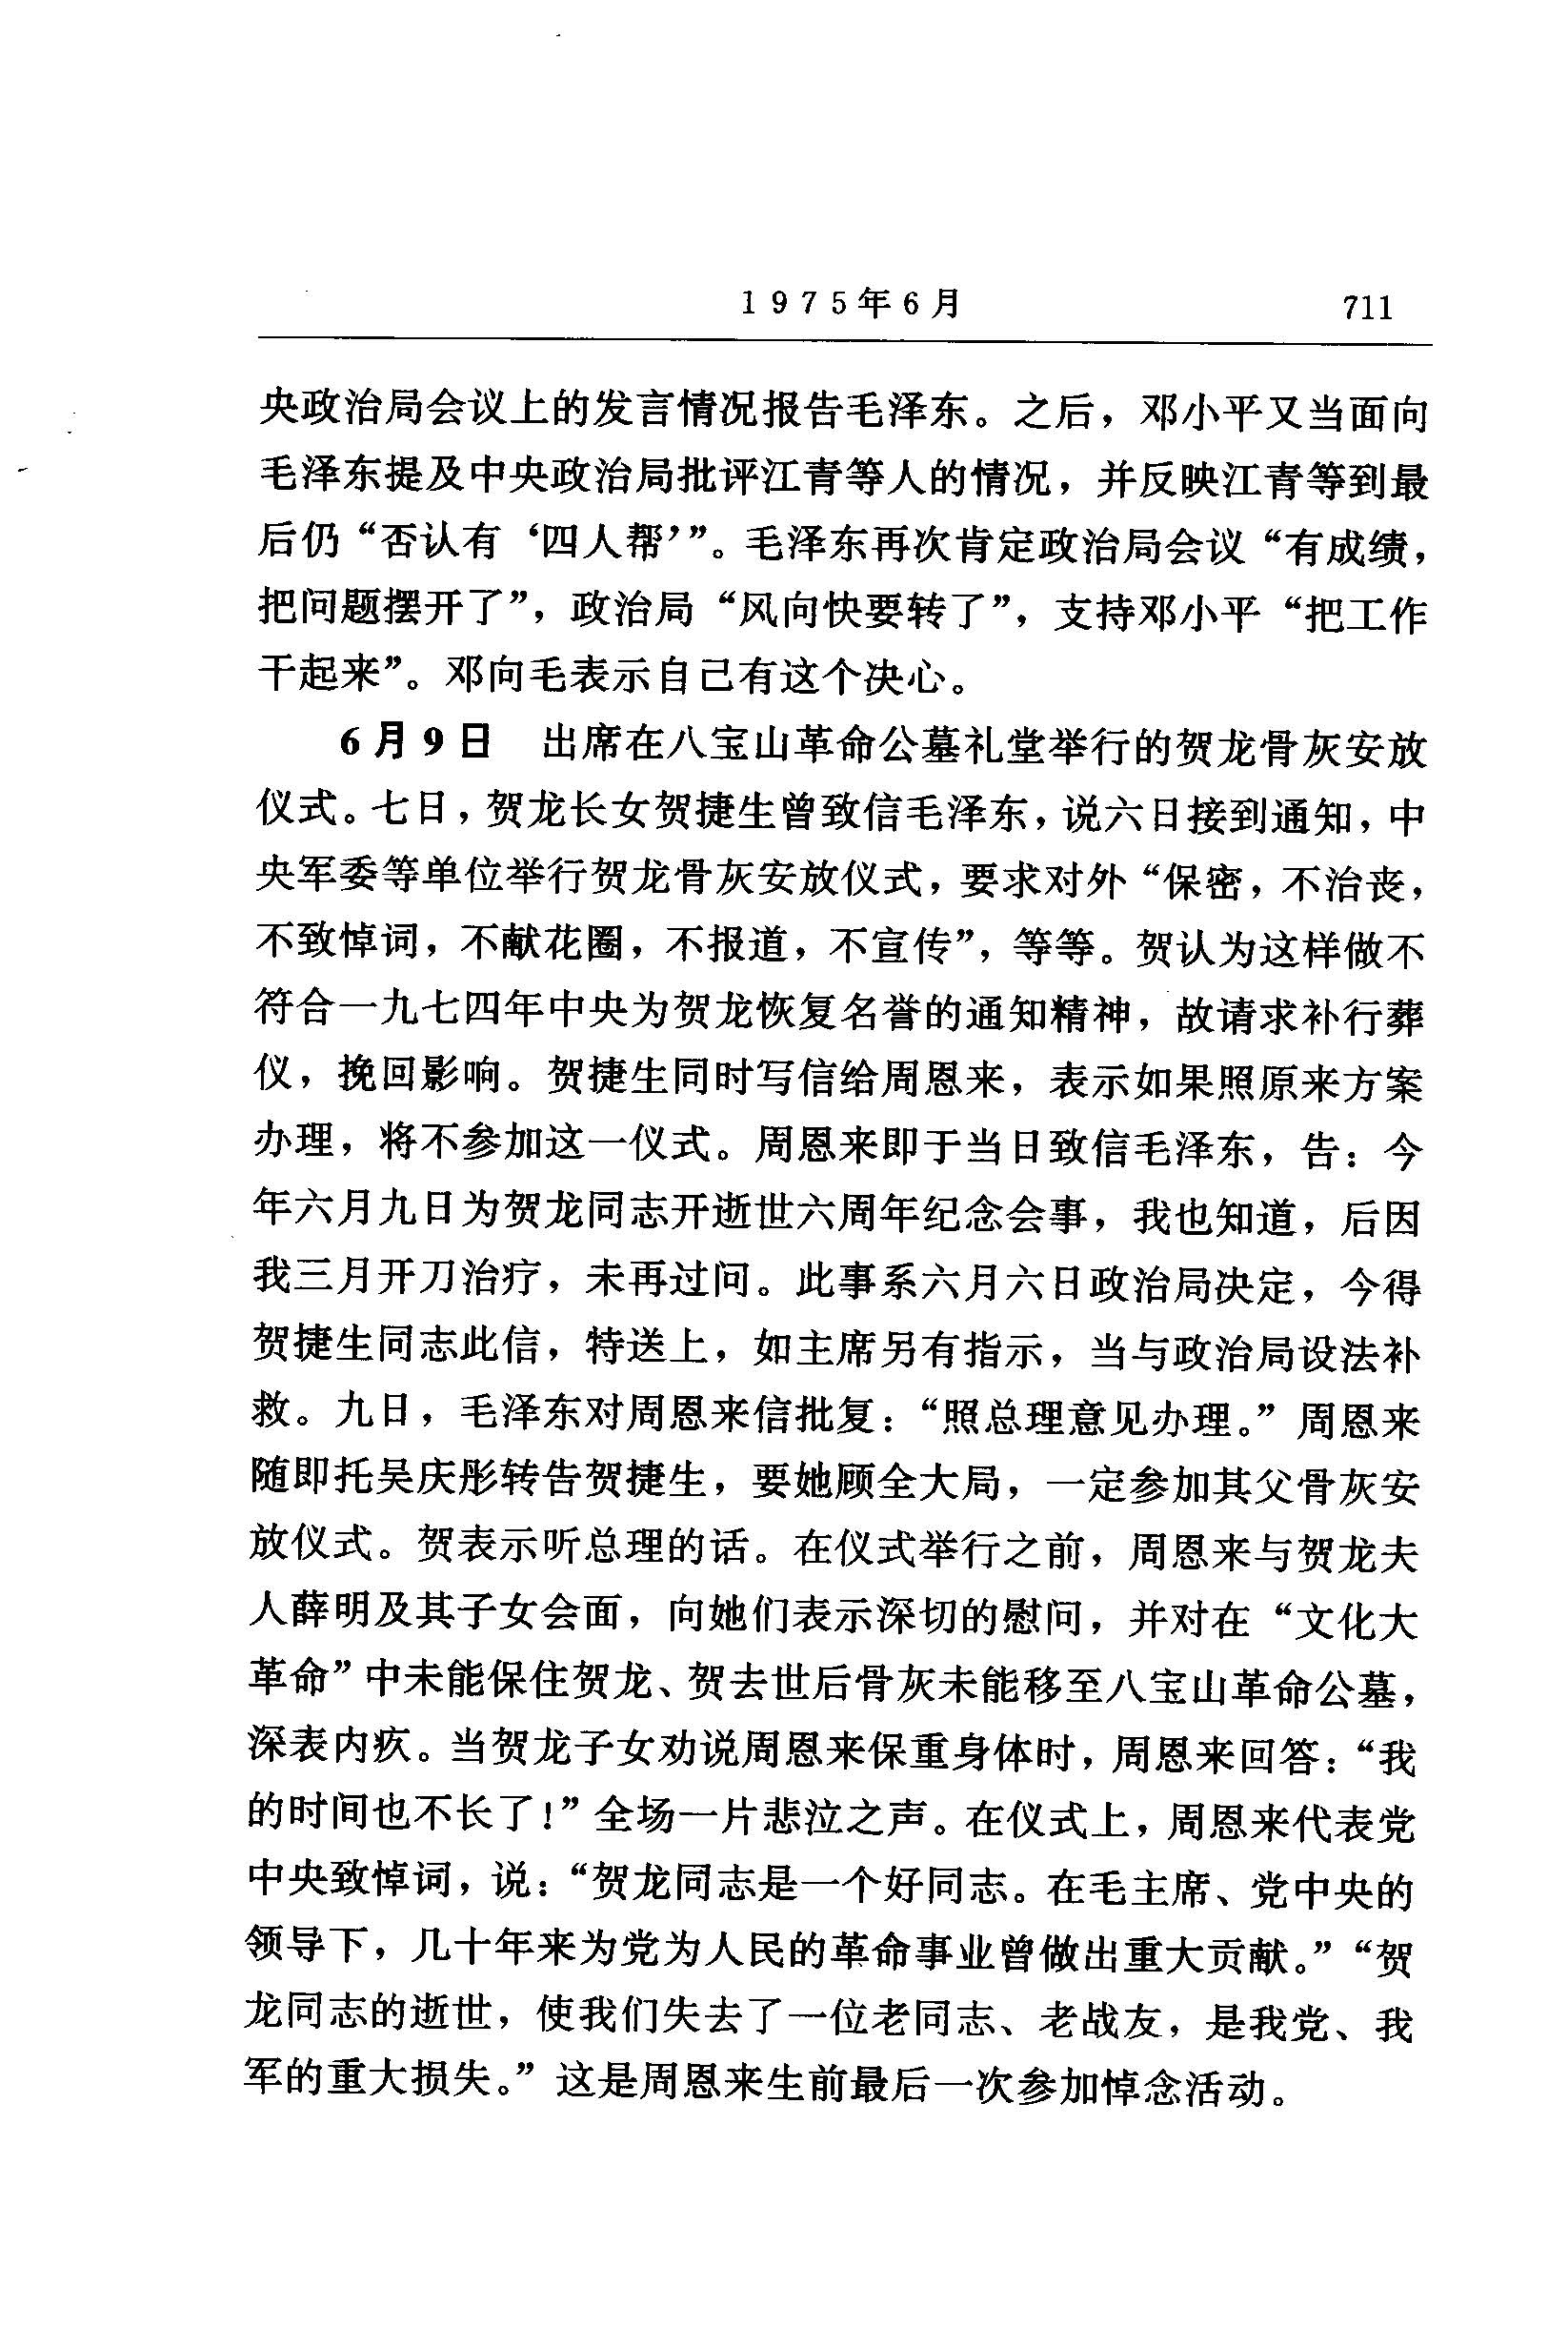 1975年6月 711
央政治局会议上的发言情况报告毛泽东。之后，邓小平又当面向
毛泽东提及中央政治局批评江青等人的情况，并反映江青等到最
后仍“否认有‘四人帮’”。毛泽东再次肯定政治局会议“有成绩，
把问题摆开了”，政治局“风向快要转了”，支持邓小平“把工作
干起来”。邓向毛表示自己有这个决心。
6月9日 出席在八宝山革命公墓礼堂举行的贺龙骨灰安放
仪式。七日，贺龙长女贺捷生曾致信毛泽东，说六日接到通知，中
央军委等单位举行贺龙骨灰安放仪式，要求对外“保密，不治丧，
不致悼词，不献花圈，不报道，不宣传”，等等。贺认为这样做不
符合一九七四年中央为贺龙恢复名誉的通知精神，故请求补行葬
仪，挽回影响。贺捷生同时写信给周恩来，表示如果照原来方案
办理，将不参加这一仪式。周恩来即于当日致信毛泽东，告：今
年六月九日为贺龙同志开逝世六周年纪念会事，我也知道，后因
我三月开刀治疗，未再过问。此事系六月六日政治局决定，今得
贺捷生同志此信，特送上，如主席另有指示，当与政治局设法补
救。九日，毛泽东对周恩来信批复：“照总理意见办理。”周恩来
随即托吴庆彤转告贺捷生，要她顾全大局，一定参加其父骨灰安
放仪式。贺表示听总理的话。在仪式举行之前，周恩来与贺龙夫
人薛明及其子女会面，向她们表示深切的慰问，并对在“文化大
革命”中未能保住贺龙、贺去世后骨灰未能移至八宝山革命公墓，
深表内疚。当贺龙子女劝说周恩来保重身体时，周恩来回答：“我
的时间也不长了！”全场一片悲泣之声。在仪式上，周恩来代表党
中央致悼词，说：“贺龙同志是一个好同志。在毛主席、党中央的
领导下，几十年来为党为人民的革命事业曾做出重大贡献。”“贺
龙同志的逝世，使我们失去了一位老同志、老战友，是我党、我
军的重大损失。”这是周恩来生前最后一次参加悼念活动。